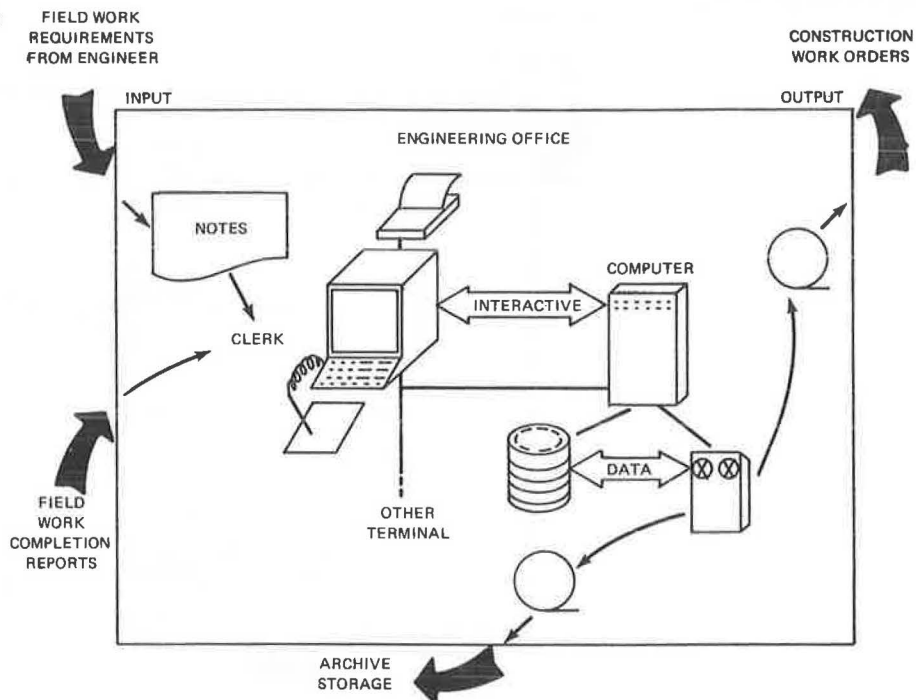 FIELD WORK
REQUIREMENTS
FROM ENGINEER
CONSTRUCTION
WORK ORDERS
INPUT
OUTPUT
ENGINEERING OFFICE
NOTES
COMPUTER
INTERACTIVE
CLERK
DATA
FIELD
WORK
COMPLETION
REPORTS
OTHER
TERMINAL
ARCHIVE
STORAGE